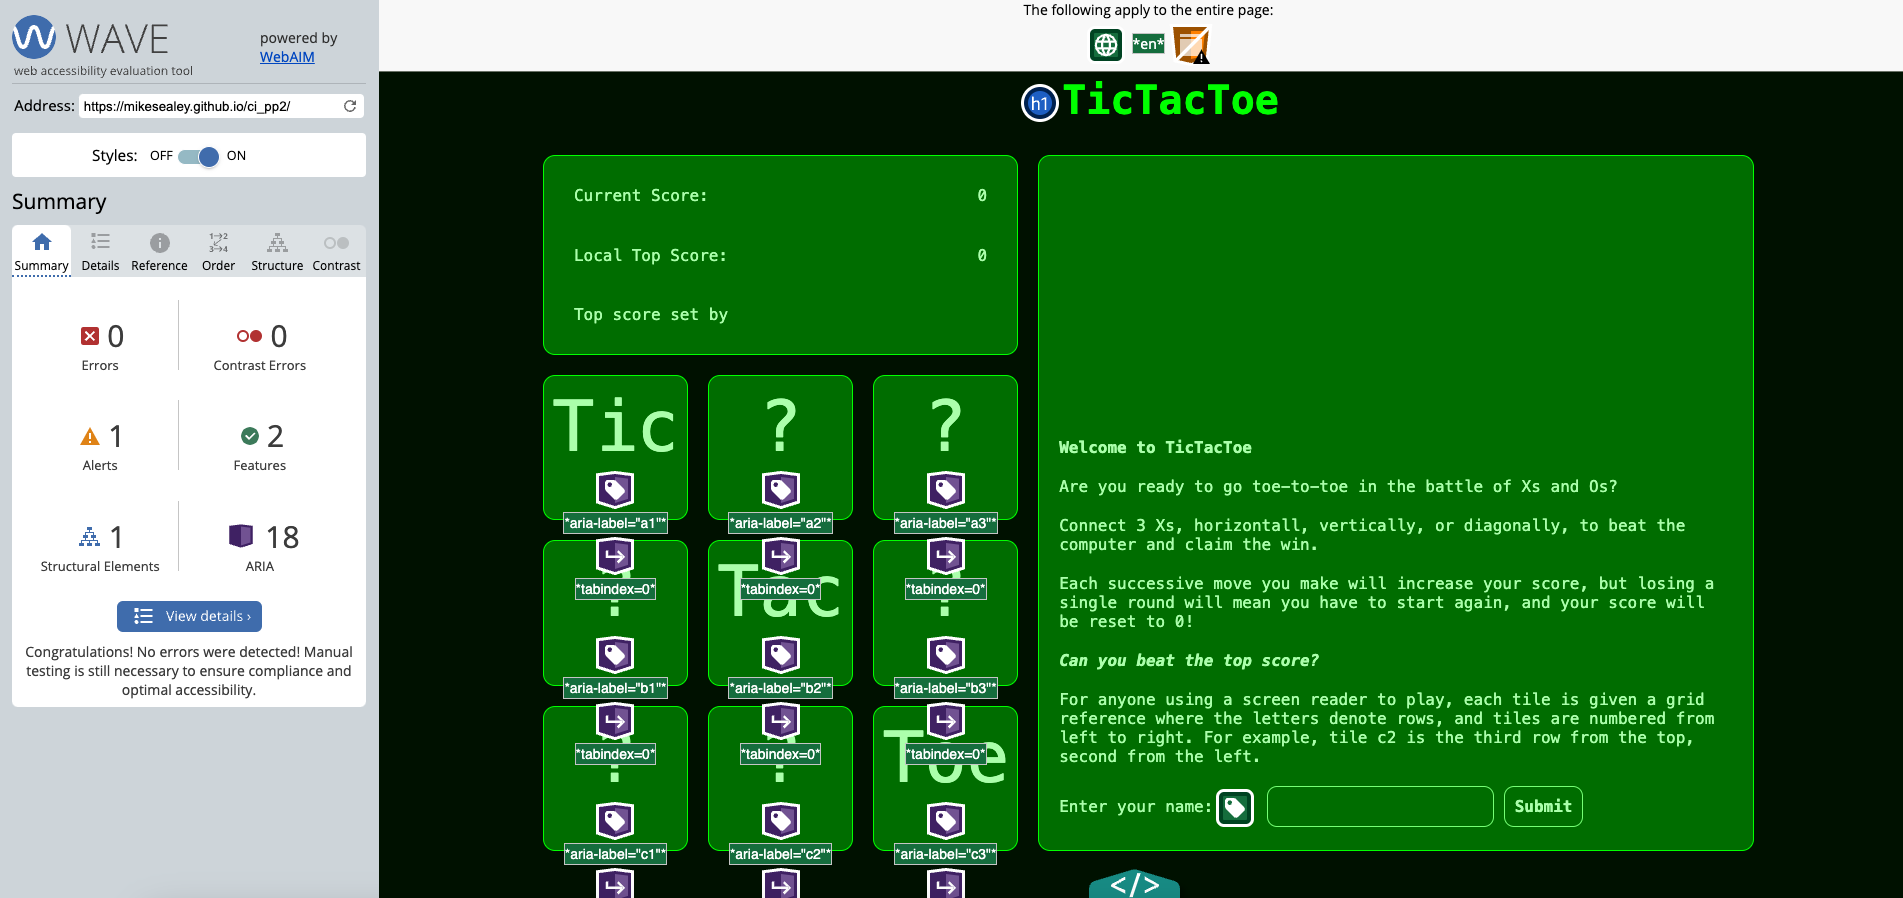 WAVE
powered by
WebAIM
web accessibility evaluation tool
Address: https://mikesealey.github.io/ci_pp2/
Styles: OFF ON
Summary
Summary Details Reference Order Structure Contrast
0
Errors
0
Contrast Errors
1
Alerts
2
Features
1
Structural Elements
18
ARIA
View details ›
Congratulations! No errors were detected! Manual
testing is still necessary to ensure compliance and
optimal accessibility.
The following apply to the entire page:
*en*
h1 TicTacToe
Current Score: 0
Local Top Score: 0
Top score set by
Tic ? ?
*aria-label="a1"* *aria-label="a2"* *aria-label="a3"*
*tabindex=0* *tabindex=0* *tabindex=0*
? Tac ?
*aria-label="b1"* *aria-label="b2"* *aria-label="b3"*
*tabindex=0* *tabindex=0* *tabindex=0*
? ? Toe
*aria-label="c1"* *aria-label="c2"* *aria-label="c3"*
Welcome to TicTacToe
Are you ready to go toe-to-toe in the battle of Xs and Os?
Connect 3 Xs, horizontall, vertically, or diagonally, to beat the
computer and claim the win.
Each successive move you make will increase your score, but losing a
single round will mean you have to start again, and your score will
be reset to 0!
Can you beat the top score?
For anyone using a screen reader to play, each tile is given a grid
reference where the letters denote rows, and tiles are numbered from
left to right. For example, tile c2 is the third row from the top,
second from the left.
Enter your name: Submit
</>